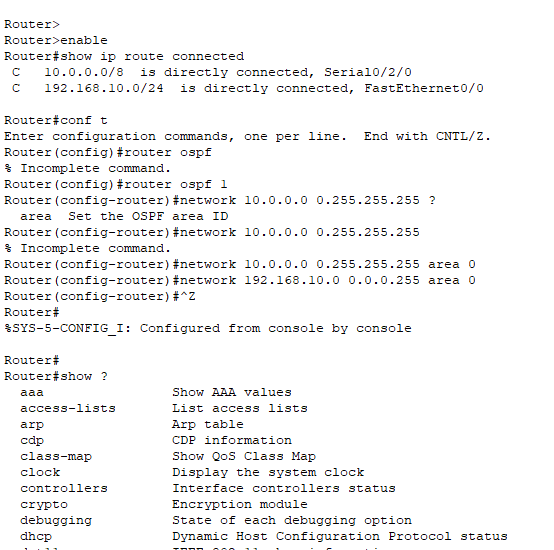 Router>
Router>enable
Router#show ip route connected
 C   10.0.0.0/8  is directly connected, Serial0/2/0
 C   192.168.10.0/24  is directly connected, FastEthernet0/0

Router#conf t
Enter configuration commands, one per line.  End with CNTL/Z.
Router(config)#router ospf
% Incomplete command.
Router(config)#router ospf 1
Router(config-router)#network 10.0.0.0 0.255.255.255 ?
  area  Set the OSPF area ID
Router(config-router)#network 10.0.0.0 0.255.255.255
% Incomplete command.
Router(config-router)#network 10.0.0.0 0.255.255.255 area 0
Router(config-router)#network 192.168.10.0 0.0.0.255 area 0
Router(config-router)#^Z
Router#
%SYS-5-CONFIG_I: Configured from console by console

Router#
Router#show ?
  aaa                Show AAA values
  access-lists       List access lists
  arp                Arp table
  cdp                CDP information
  class-map          Show QoS Class Map
  clock              Display the system clock
  controllers        Interface controllers status
  crypto             Encryption module
  debugging          State of each debugging option
  dhcp               Dynamic Host Configuration Protocol status